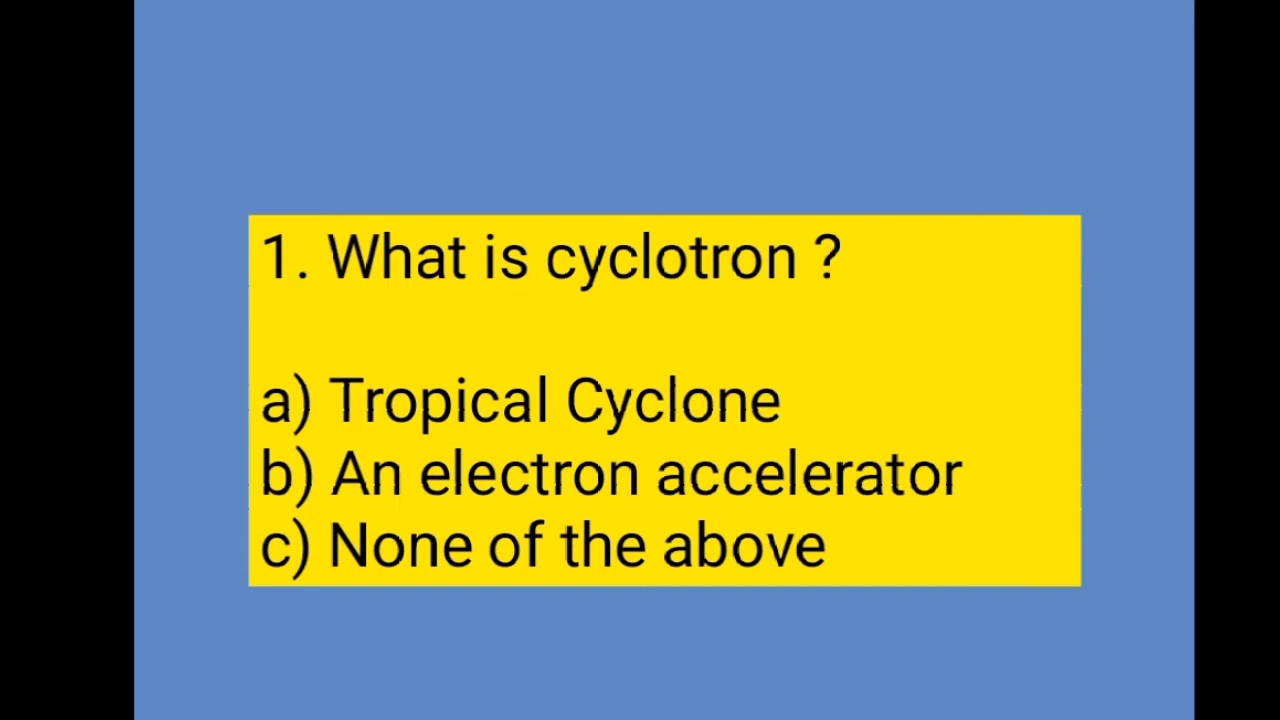 1. What is cyclotron ?
a) Tropical Cyclone
b) An electron accelerator
c) None of the above